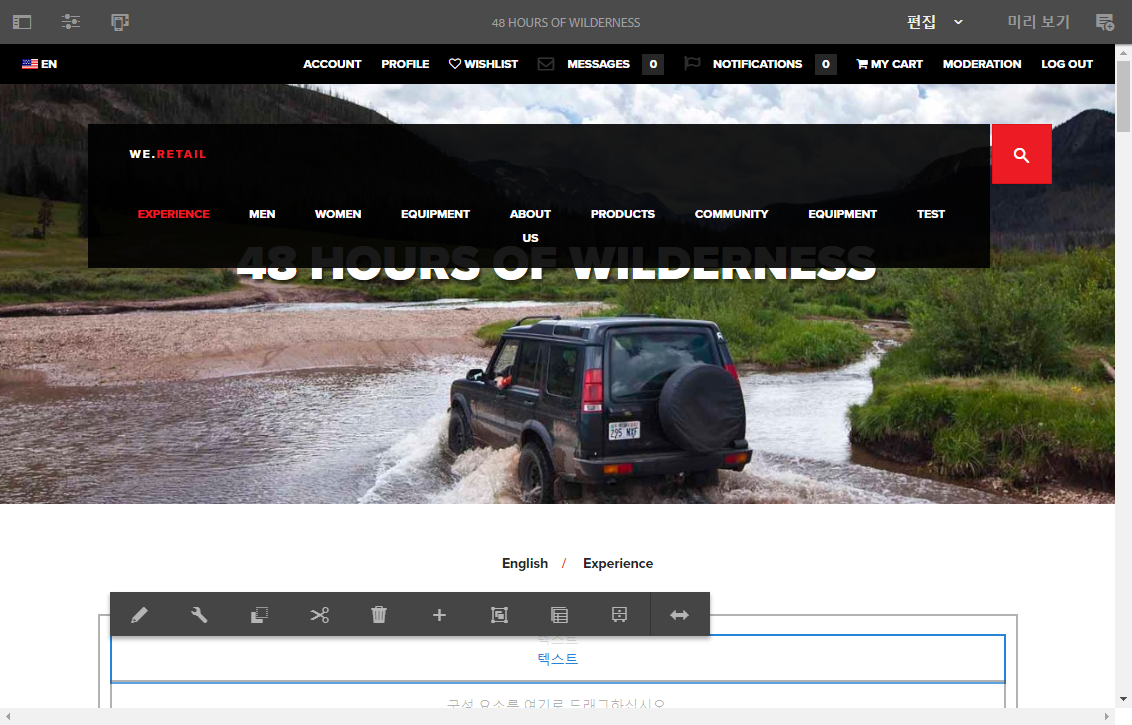 48 HOURS OF WILDERNESS
편집
미리 보기
EN
ACCOUNT
PROFILE
WISHLIST
MESSAGES
0
NOTIFICATIONS
0
MY CART
MODERATION
LOG OUT
WE.RETAIL
EXPERIENCE
MEN
WOMEN
EQUIPMENT
ABOUT
US
PRODUCTS
COMMUNITY
EQUIPMENT
TEST
48 HOURS OF WILDERNESS
295 NXF
English / Experience
텍스트
텍스트
구성 요소를 여기로 드래그하십시오